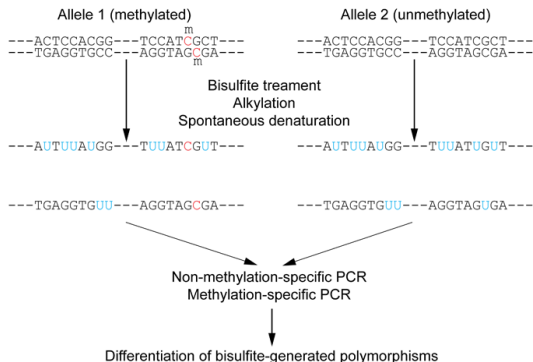 Allele 1 (methylated)
Allele 2 (unmethylated)
m
---ACTCCACGG---TCCATCGCT---
---TGAGGTGCC---AGGTAGCGA---
m
---ACTCCACGG---TCCATCGCT---
---TGAGGTGCC---AGGTAGCGA---
Bisulfite treament
Alkylation
Spontaneous denaturation
---AUTUUAUGG---TUUATCGUT---
---AUTUUAUGG---TUUATUGUT---
---TGAGGTGUU---AGGTAGCGA---
---TGAGGTGUU---AGGTAGUGA---
Non-methylation-specific PCR
Methylation-specific PCR
Differentiation of bisulfite-generated polymorphisms